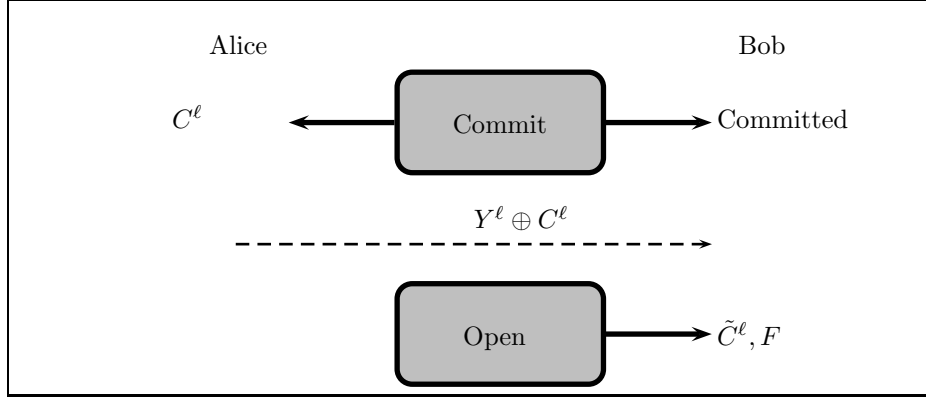 Alice Bob
C^ℓ Commit Committed
Y^ℓ ⊕ C^ℓ
Open C̃^ℓ, F